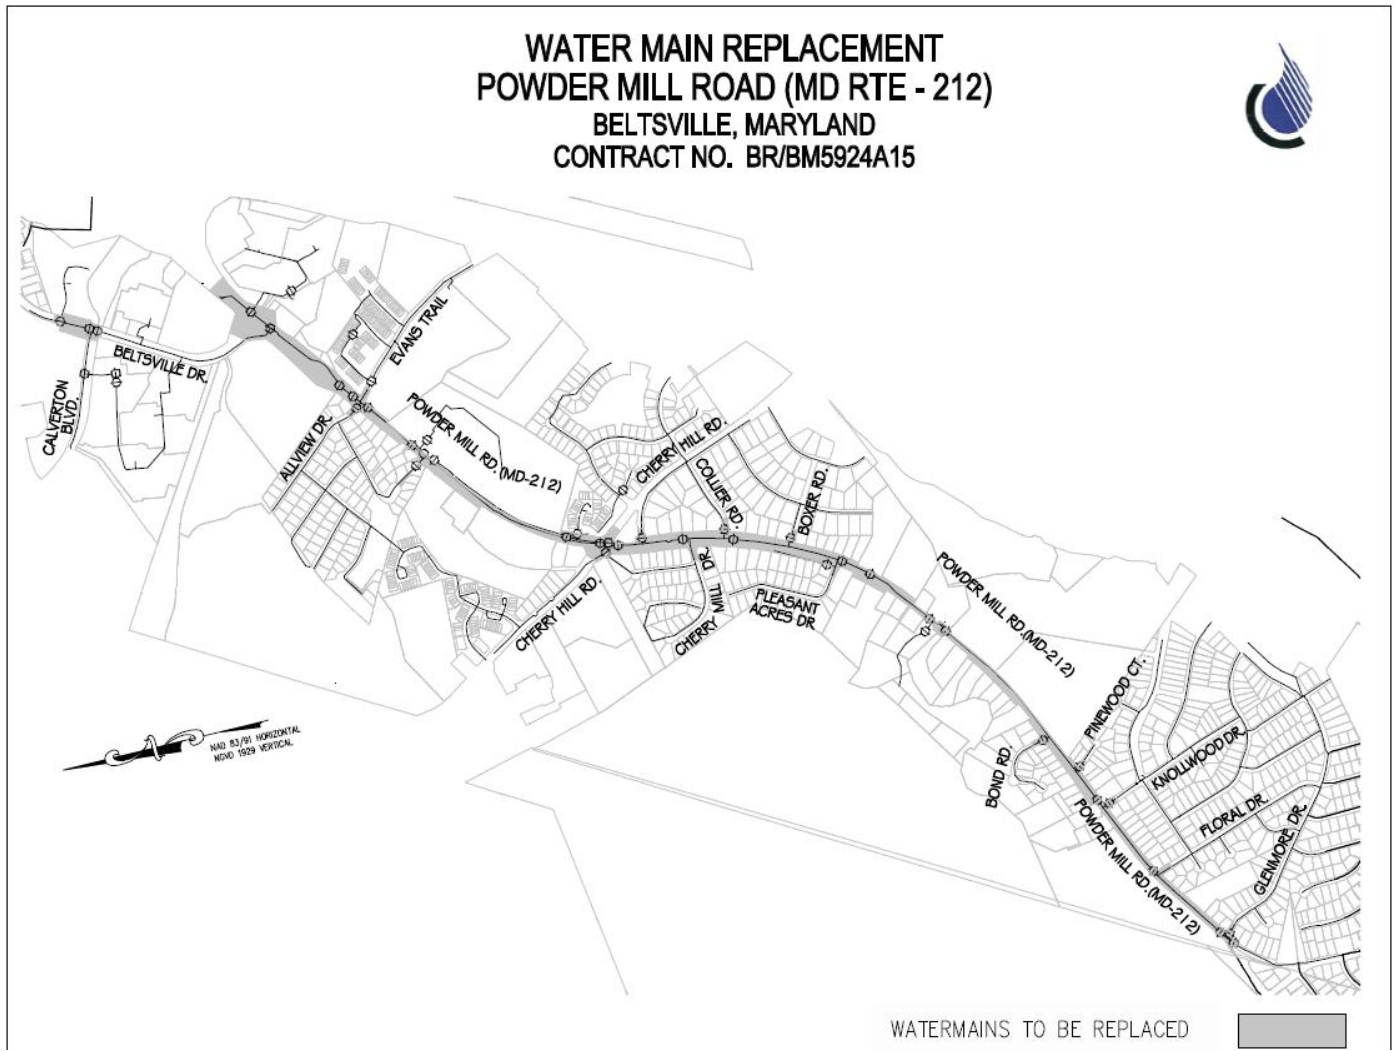 WATER MAIN REPLACEMENT
POWDER MILL ROAD (MD RTE - 212)
BELTSVILLE, MARYLAND
CONTRACT NO. BR/BM5924A15
EVANS TRAIL
BELTSVILLE DR.
CALVERTON
BLVD.
ALLVIEW DR.
POWDER MILL RD. (MD-212)
CHERRY HILL RD.
COLLIER RD.
BOXER RD.
CHERRY HILL RD.
CHERRY MILL DR.
PLEASANT
ACRES DR
POWDER MILL RD. (MD-212)
PINEWOOD CT.
BOND RD.
KNOLLWOOD DR.
FLORAL DR.
GLENMORE DR.
POWDER MILL RD. (MD-212)
NAD 83/91 HORIZONTAL
NGVD 1929 VERTICAL
WATERMAINS TO BE REPLACED